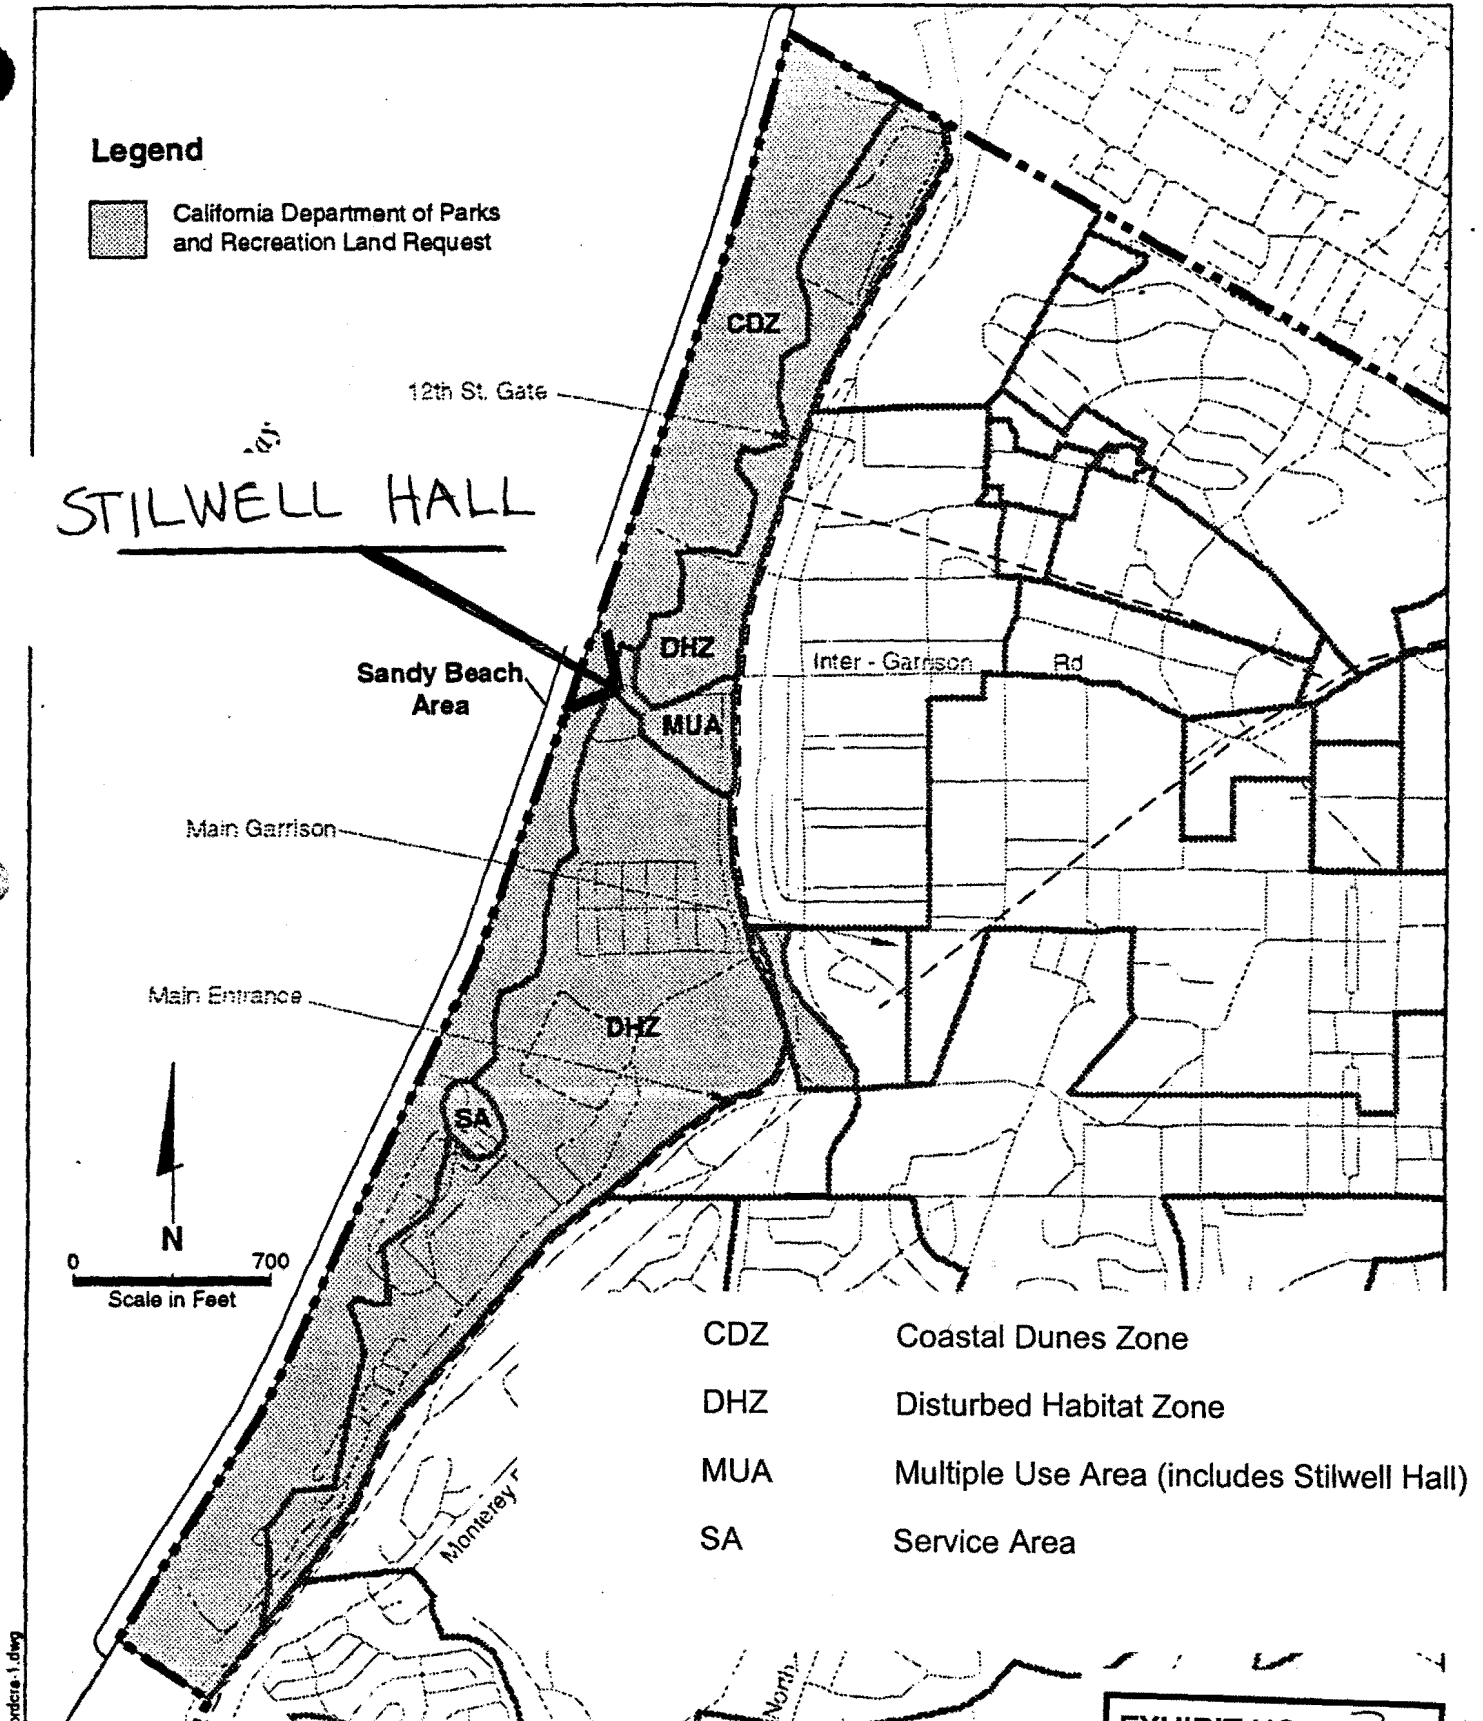 Legend
California Department of Parks
and Recreation Land Request
CDZ
12th St. Gate
STILWELL HALL
DHZ
Inter - Garrison Rd
Sandy Beach
Area
MUA
Main Garrison
Main Entrance
DHZ
SA
N
0 700
Scale in Feet
CDZ Coastal Dunes Zone
DHZ Disturbed Habitat Zone
MUA Multiple Use Area (includes Stilwell Hall)
SA Service Area
Monterey
North